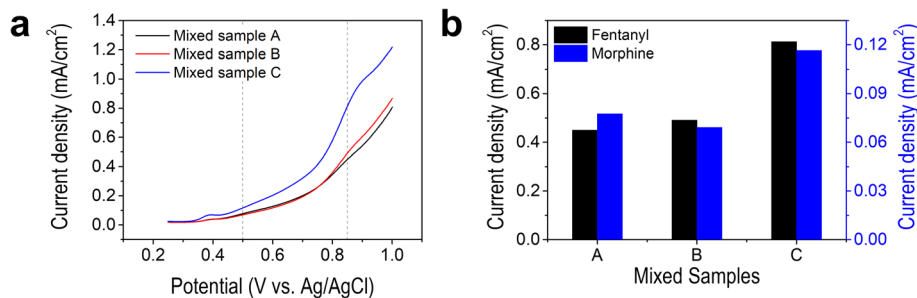 a
Current density (mA/cm²)
1.4
1.2
1.0
0.8
0.6
0.4
0.2
0.0
Mixed sample A
Mixed sample B
Mixed sample C
0.2 0.4 0.6 0.8 1.0
Potential (V vs. Ag/AgCl)
b
Current density (mA/cm²)
0.8
0.6
0.4
0.2
0.0
Fentanyl
Morphine
0.12
0.09
0.06
0.03
0.00
Current density (mA/cm²)
A B C
Mixed Samples